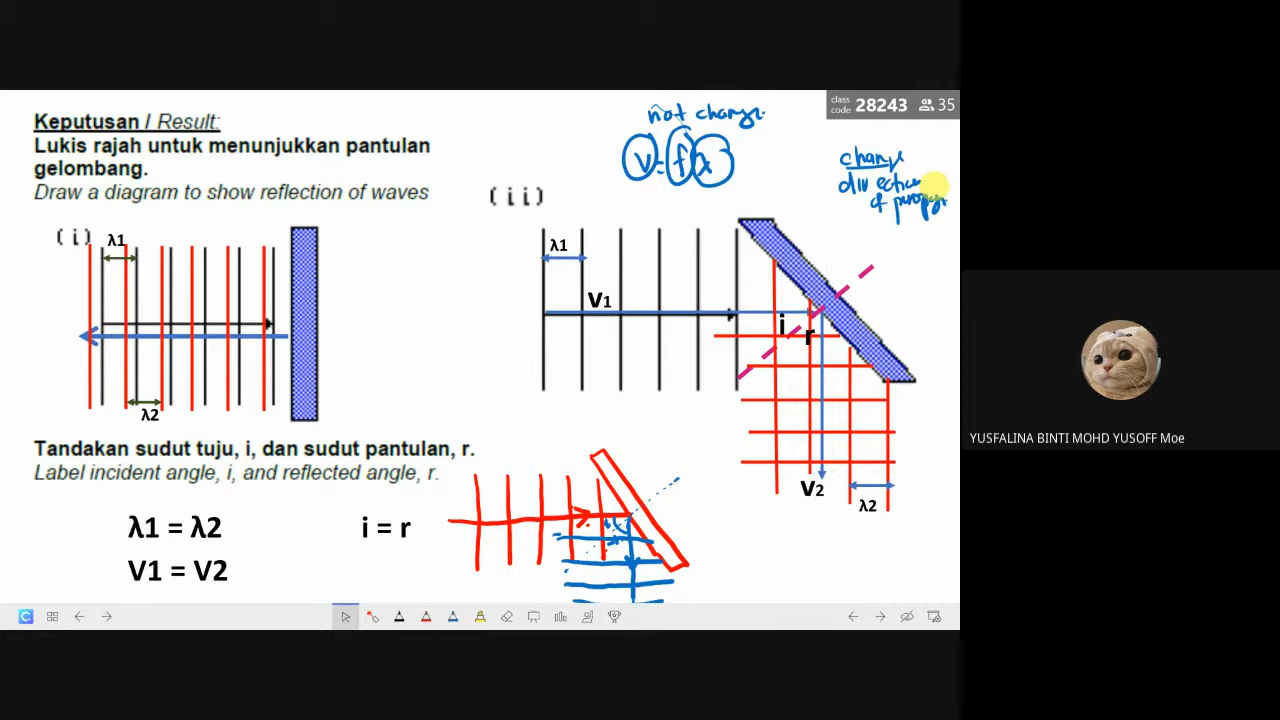 not change.
class
code 28243 35
Keputusan / Result:
v = fλ
Lukis rajah untuk menunjukkan pantulan
gelombang.
change
direction
of
Draw a diagram to show reflection of waves
( i i )
( i )
λ1
λ1
V1
i
r
λ2
V2
λ2
Tandakan sudut tuju, i, dan sudut pantulan, r.
Label incident angle, i, and reflected angle, r.
λ1 = λ2
i = r
V1 = V2
YUSFALINA BINTI MOHD YUSOFF Moe